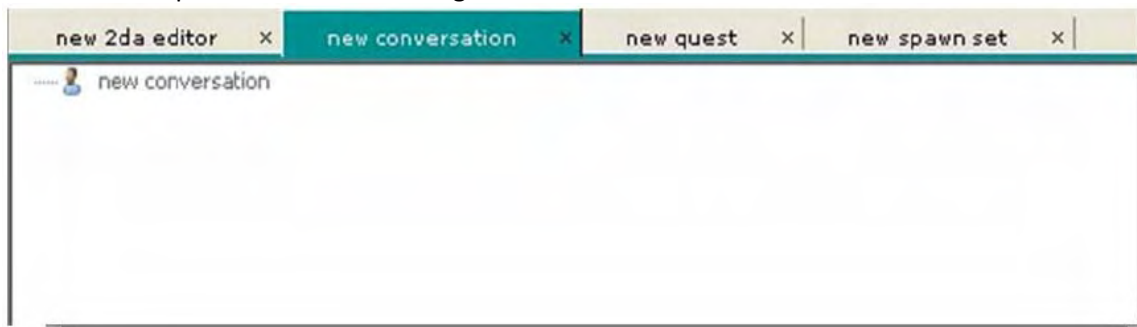 new 2da editor × new conversation × new quest × new spawn set ×
new conversation